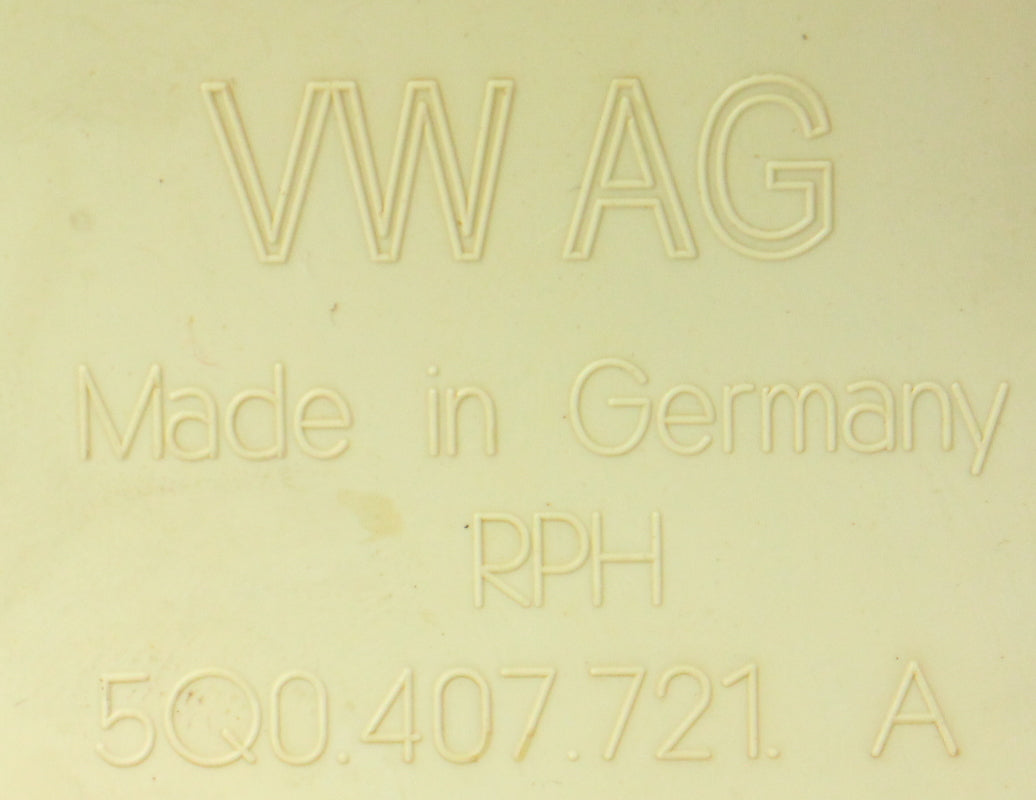 VW AG
Made in Germany
RPH
5Q0.407.721. A